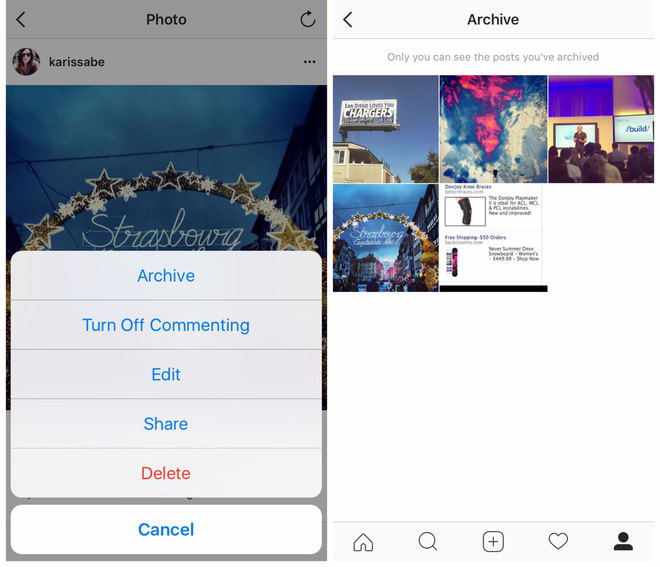 Photo
karissabe
Strasbourg
Archive
Turn Off Commenting
Edit
Share
Delete
Cancel
Archive
Only you can see the posts you've archived
SAN DIEGO LOVES YOU
CHARGERS
/build/
Strasbourg
Capitale de Noël
DonJoy Knee Braces
betterbraces.com
The DonJoy Playmaker
II is ideal for ACL, MCL
& PCL instabilities.
New and improved!
Free Shipping-$50 Orders
backcountry.com
Never Summer Onyx
Snowboard - Women's
- $449.99 - Shop Now